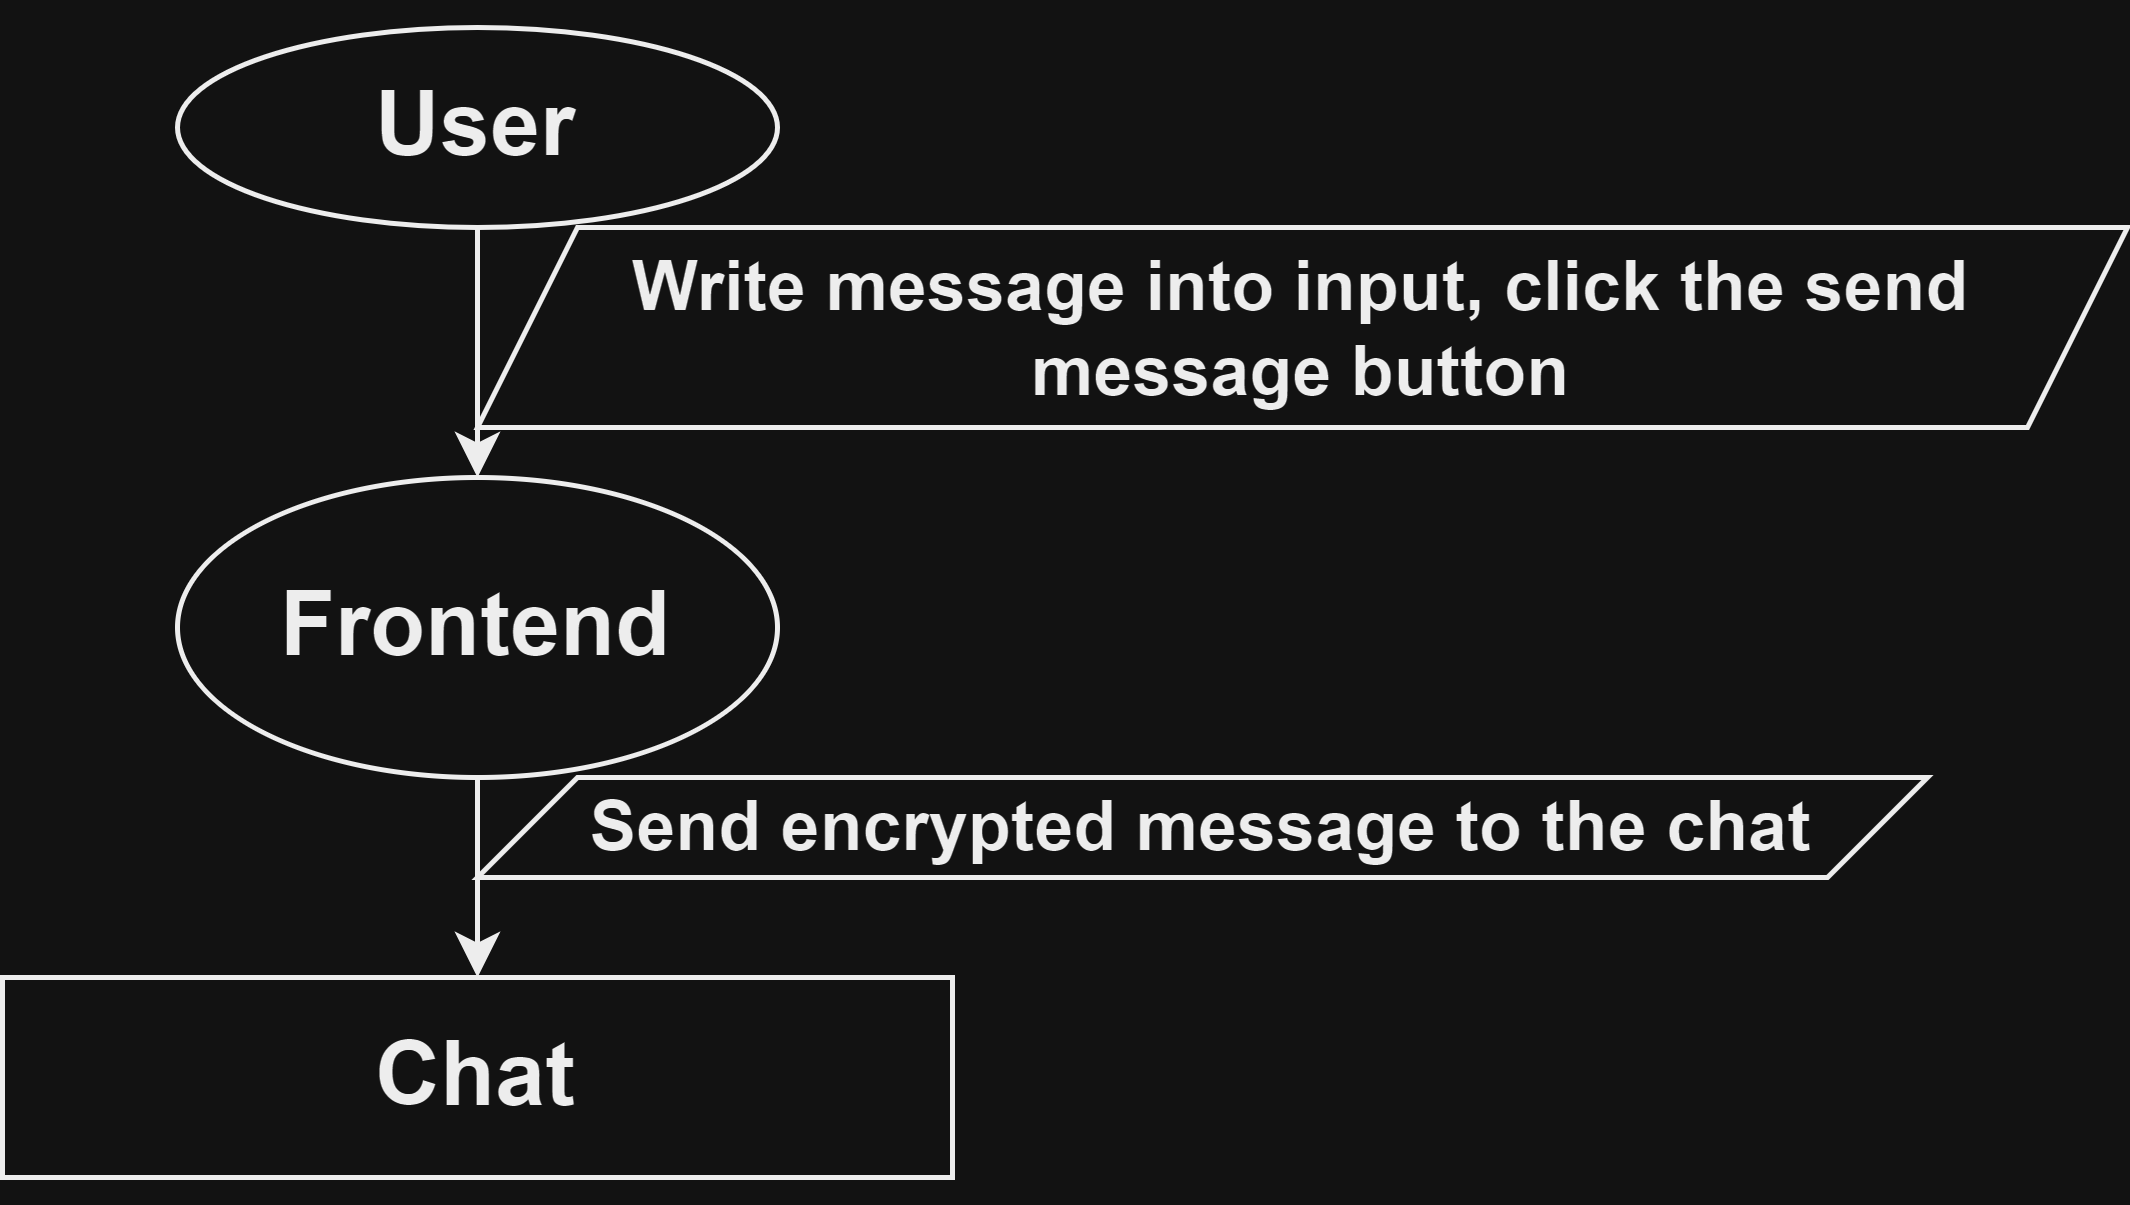 User
Write message into input, click the send
message button
Frontend
Send encrypted message to the chat
Chat